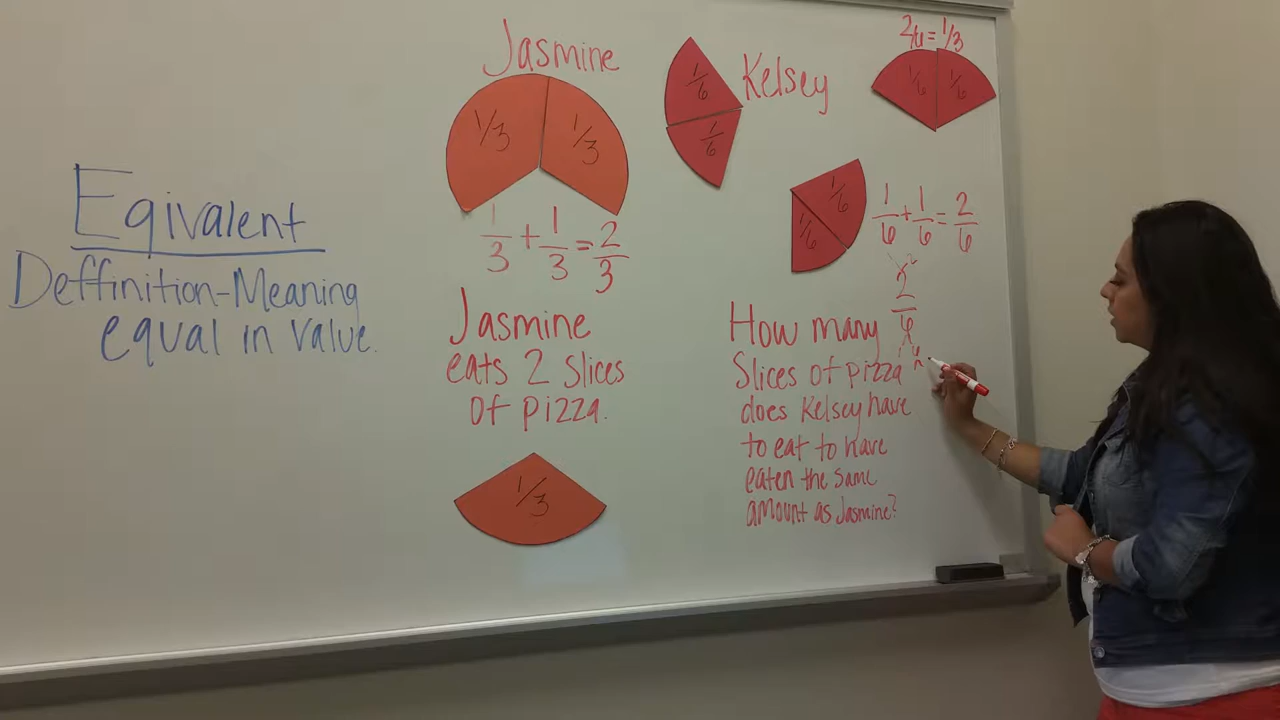 Eqivalent
Deffinition-Meaning
equal in value.
Jasmine
1/3 1/3
1/3 + 1/3 = 2/3
Jasmine
eats 2 slices
of pizza.
1/3
Kelsey
1/6
1/6
1/6
1/6
2/6 = 1/3
1/6 1/6
1/6 + 1/6 = 2/6
2/6
How many
Slices of pizza
does Kelsey have
to eat to have
eaten the same
amount as Jasmine?